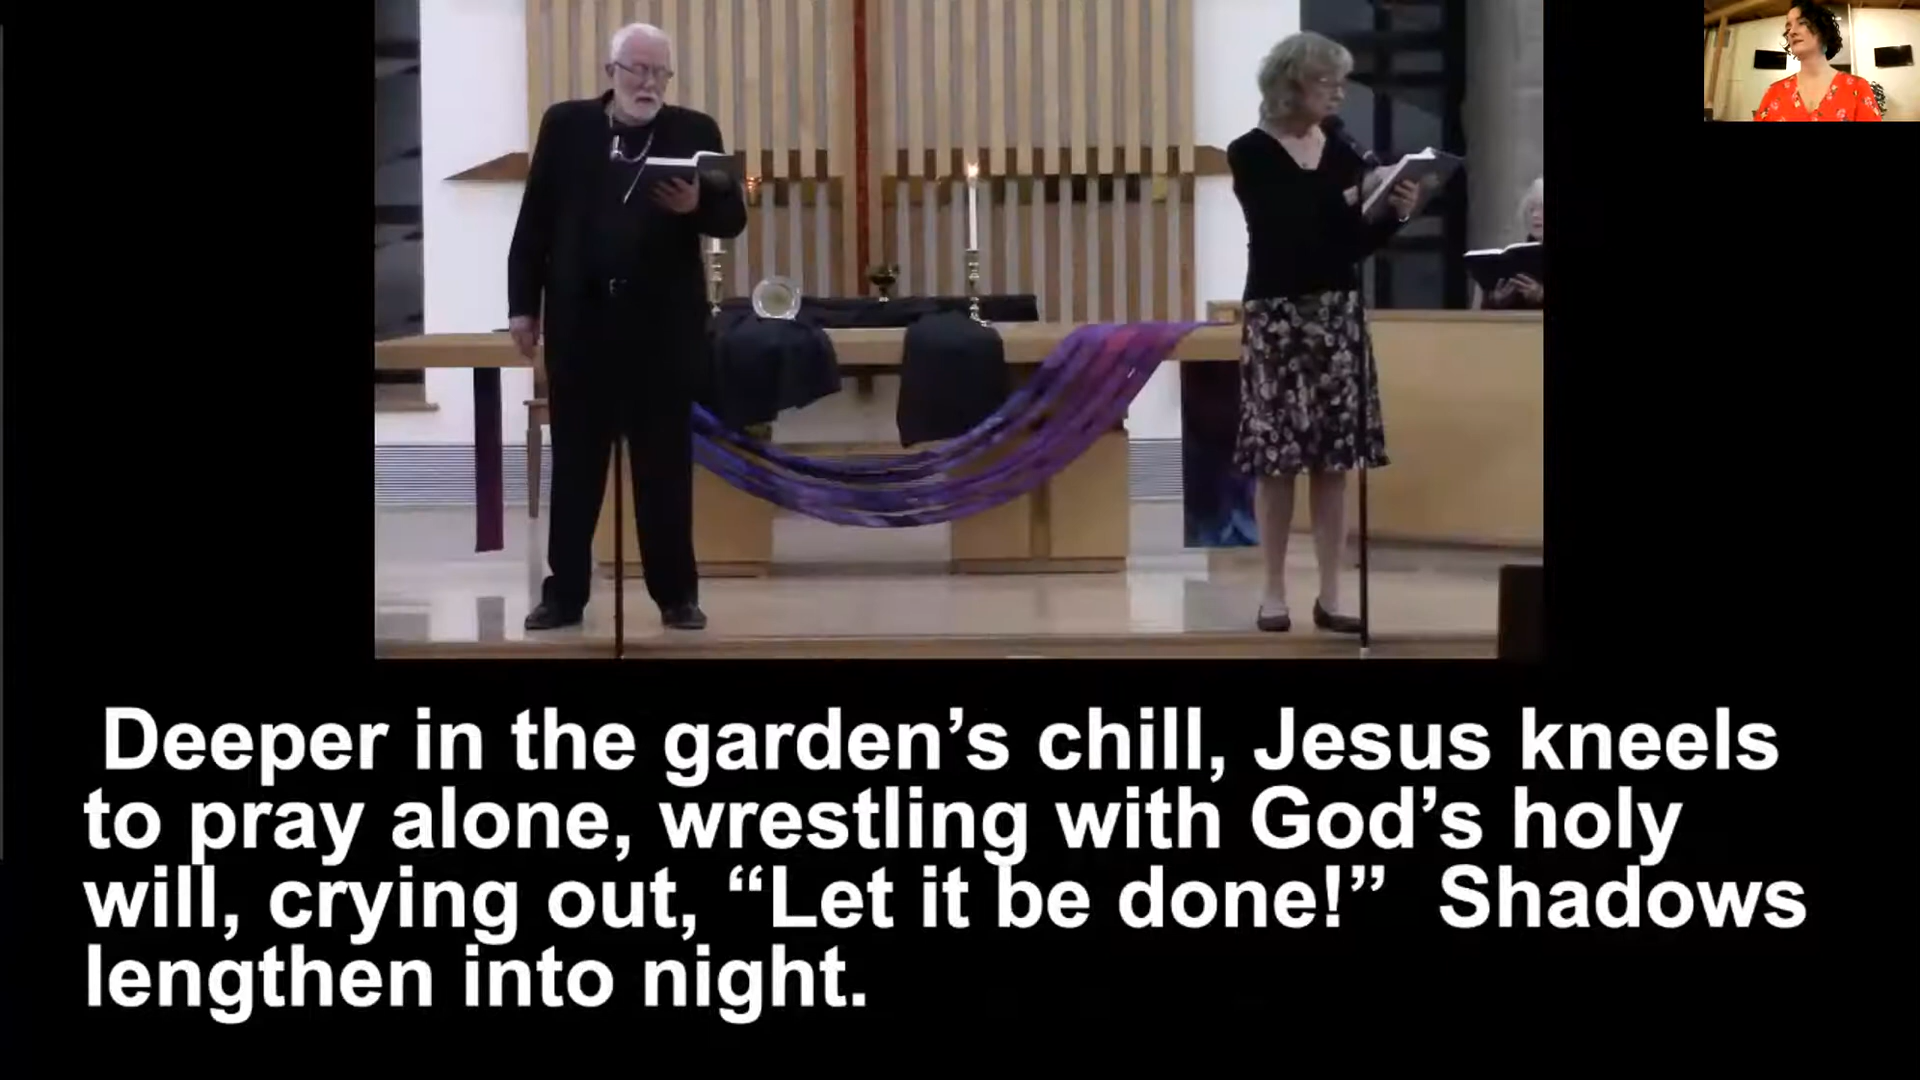 Deeper in the garden’s chill, Jesus kneels
to pray alone, wrestling with God’s holy
will, crying out, “Let it be done!”  Shadows
lengthen into night.